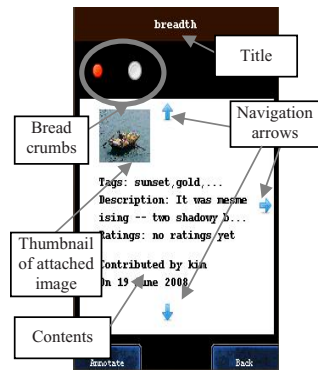 breadth
Title
Bread
crumbs
Navigation
arrows
Tags: sunset,gold,...
Description: It was mesme
ising -- two shadowy b...
Ratings: no ratings yet
Thumbnail
of attached
image
Contributed by kim
On 19 June 2008
Contents
Annotate
Back